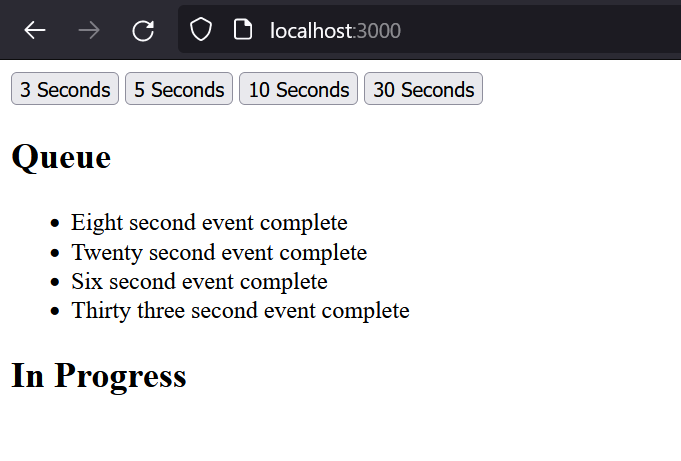 localhost:3000
3 Seconds 5 Seconds 10 Seconds 30 Seconds
Queue
Eight second event complete
Twenty second event complete
Six second event complete
Thirty three second event complete
In Progress